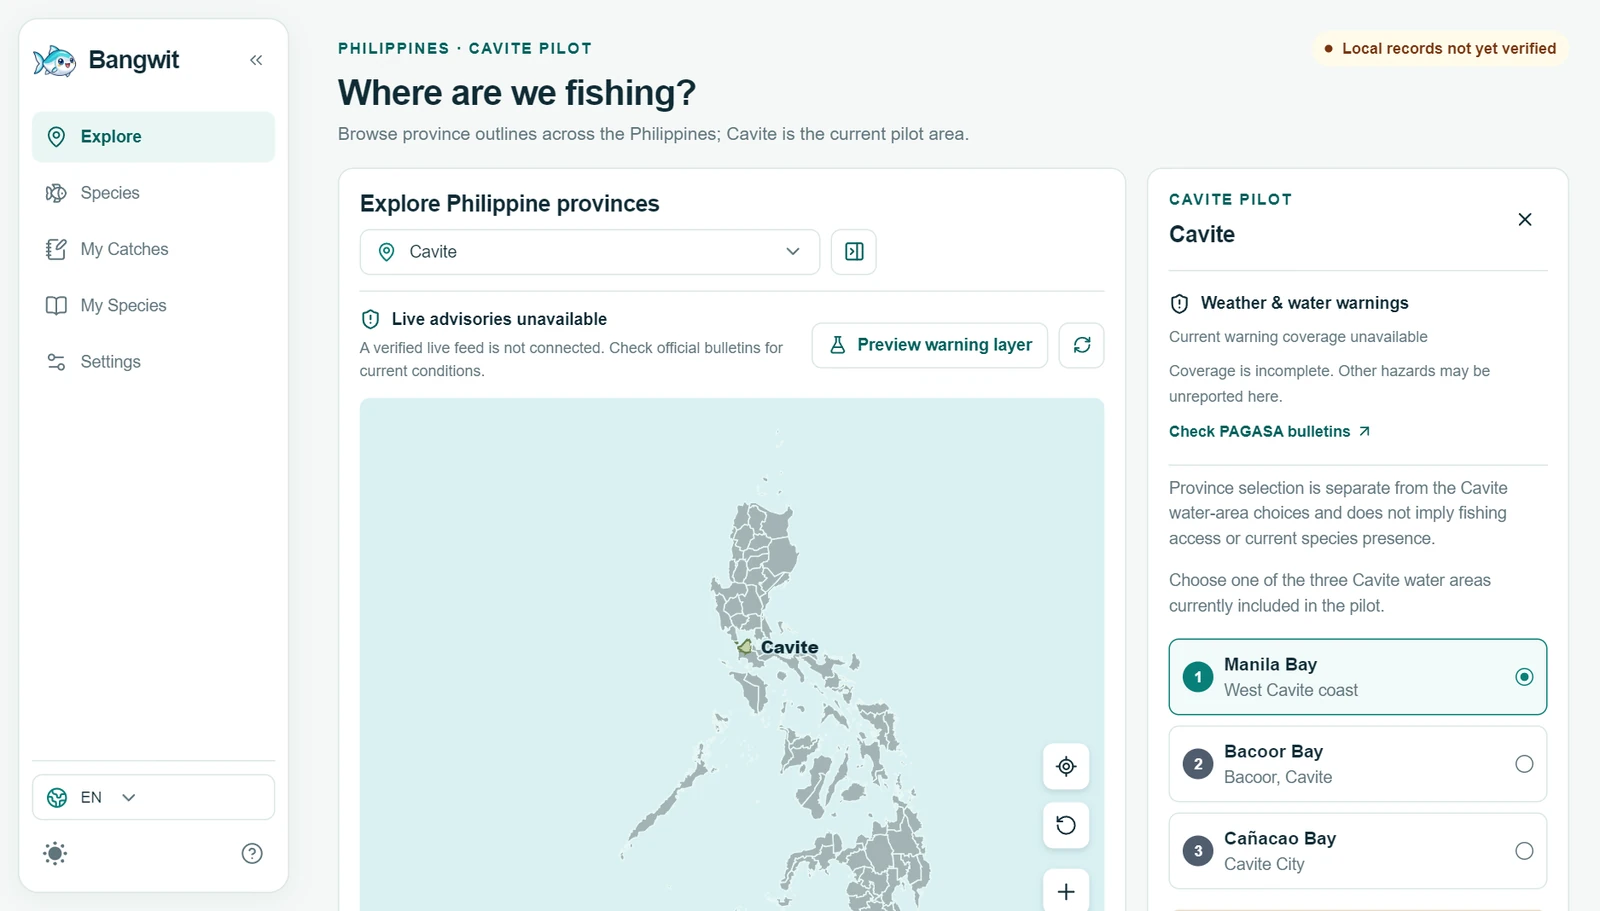 Bangwit
Explore
Species
My Catches
My Species
Settings
EN
PHILIPPINES · CAVITE PILOT
Where are we fishing?
Browse province outlines across the Philippines; Cavite is the current pilot area.
Local records not yet verified
Explore Philippine provinces
Cavite
Live advisories unavailable
A verified live feed is not connected. Check official bulletins for
current conditions.
Preview warning layer
Cavite
CAVITE PILOT
Cavite
Weather & water warnings
Current warning coverage unavailable
Coverage is incomplete. Other hazards may be
unreported here.
Check PAGASA bulletins
Province selection is separate from the Cavite
water-area choices and does not imply fishing
access or current species presence.
Choose one of the three Cavite water areas
currently included in the pilot.
1
Manila Bay
West Cavite coast
2
Bacoor Bay
Bacoor, Cavite
3
Cañacao Bay
Cavite City